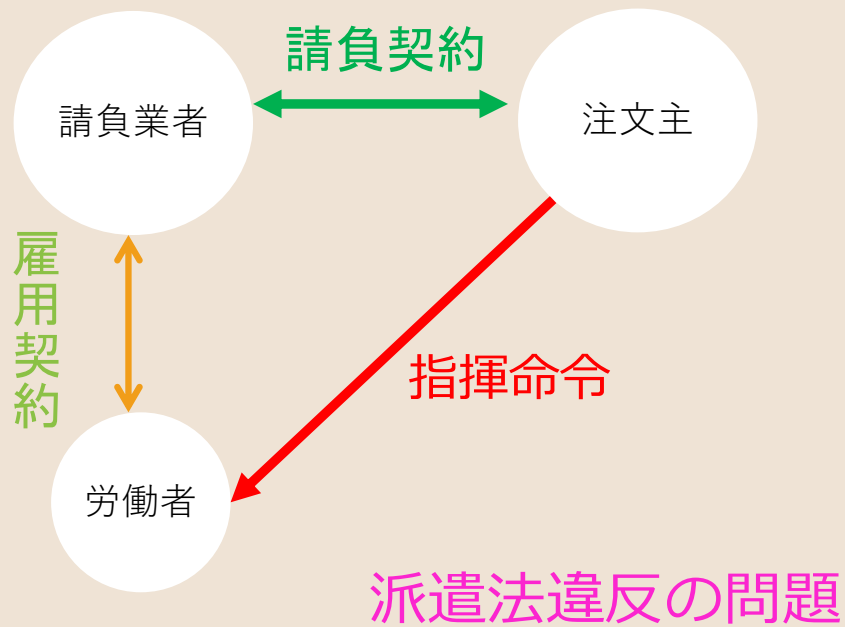 請負契約
請負業者
注文主
雇用契約
指揮命令
労働者
派遣法違反の問題